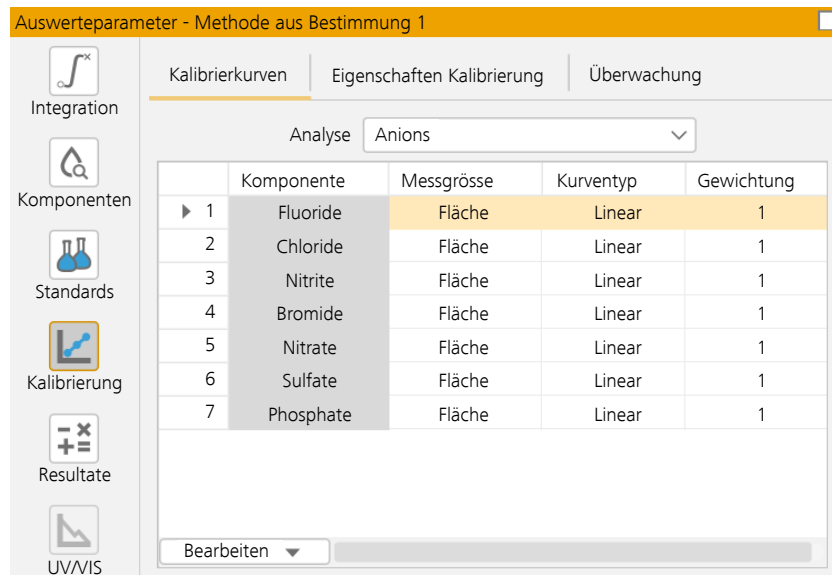 Auswerteparameter - Methode aus Bestimmung 1
Integration
Komponenten
Standards
Kalibrierung
Resultate
UV/VIS
Kalibrierkurven Eigenschaften Kalibrierung Überwachung
Analyse Anions
Komponente Messgrösse Kurventyp Gewichtung
1 Fluoride Fläche Linear 1
2 Chloride Fläche Linear 1
3 Nitrite Fläche Linear 1
4 Bromide Fläche Linear 1
5 Nitrate Fläche Linear 1
6 Sulfate Fläche Linear 1
7 Phosphate Fläche Linear 1
Bearbeiten